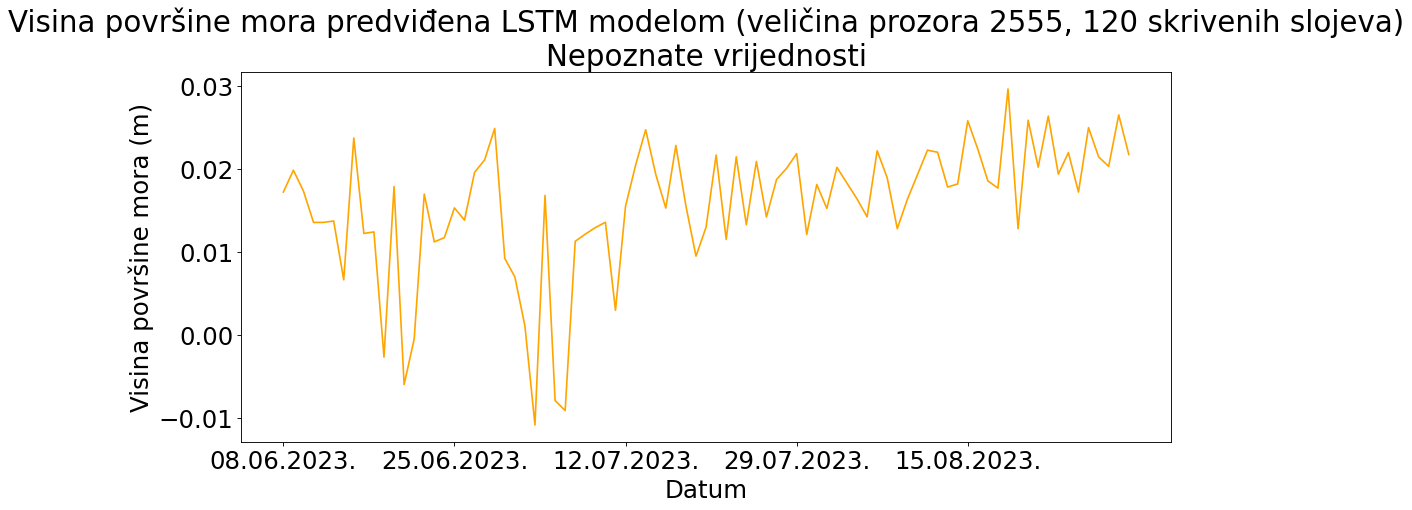 Visina površine mora predviđena LSTM modelom (veličina prozora 2555, 120 skrivenih slojeva)
Nepoznate vrijednosti
Visina površine mora (m)
0.03
0.02
0.01
0.00
−0.01
08.06.2023. 25.06.2023. 12.07.2023. 29.07.2023. 15.08.2023.
Datum